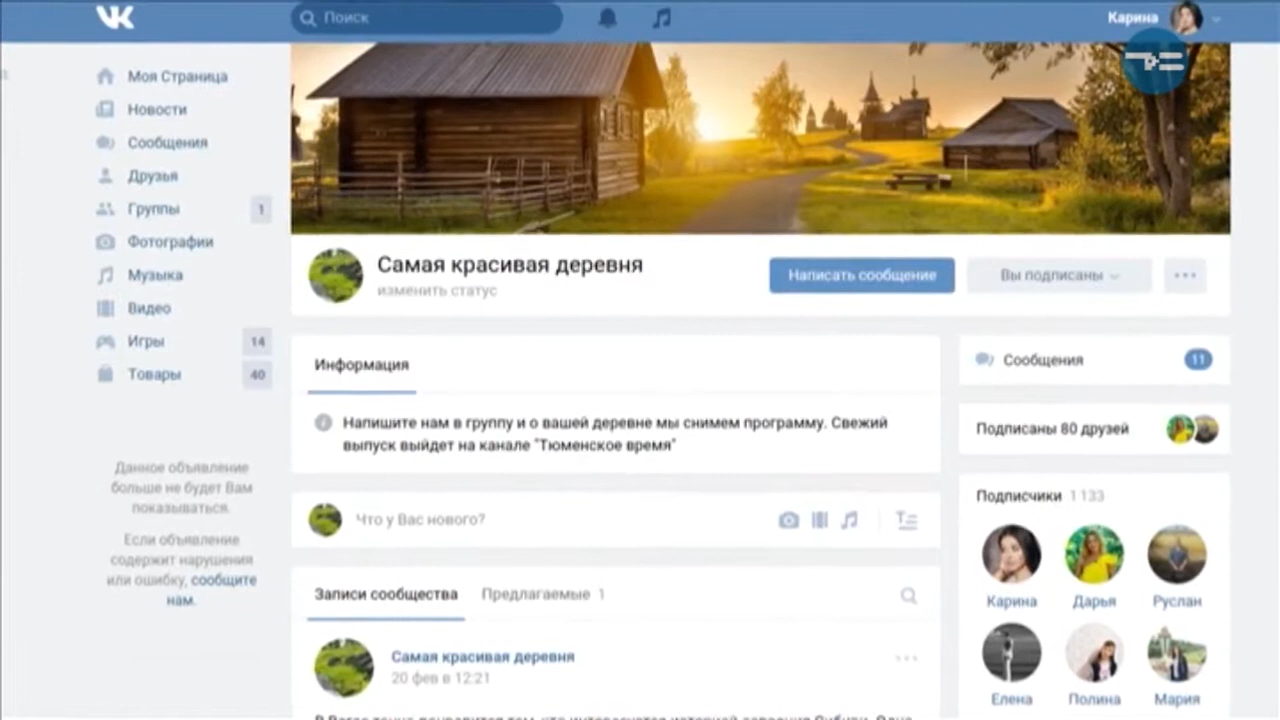 VK
Поиск
Карина
Моя Страница
Новости
Сообщения
Друзья
Группы 1
Фотографии
Музыка
Видео
Игры 14
Товары 40
Данное объявление
больше не будет Вам
показываться.
Если объявление
содержит нарушения
или ошибку, сообщите
нам.
Самая красивая деревня
изменить статус
Написать сообщение
Вы подписаны
Информация
Напишите нам в группу и о вашей деревне мы снимем программу. Свежий
выпуск выйдет на канале "Тюменское время"
Что у Вас нового?
Записи сообщества Предлагаемые 1
Самая красивая деревня
20 фев в 12:21
Сообщения 11
Подписаны 80 друзей
Подписчики 1 133
Карина Дарья Руслан
Елена Полина Мария